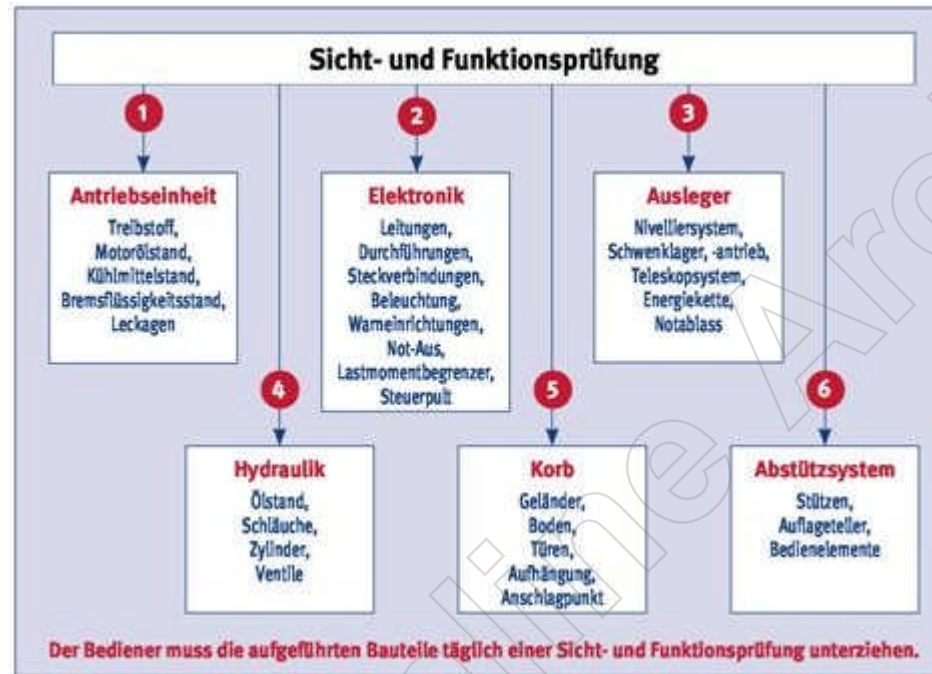 Sicht- und Funktionsprüfung
1
Antriebseinheit
Treibstoff,
Motorölstand,
Kühlmittelstand,
Bremsflüssigkeitsstand,
Leckagen
2
Elektronik
Leitungen,
Durchführungen,
Steckverbindungen,
Beleuchtung,
Warneinrichtungen,
Not-Aus,
Lastmomentbegrenzer,
Steuerpult
3
Ausleger
Nivelliersystem,
Schwenklager, -antrieb,
Teleskopsystem,
Energiekette,
Notablass
4
Hydraulik
Ölstand,
Schläuche,
Zylinder,
Ventile
5
Korb
Geländer,
Boden,
Türen,
Aufhängung,
Anschlagpunkt
6
Abstützsystem
Stützen,
Auflageteller,
Bedienelemente
Der Bediener muss die aufgeführten Bauteile täglich einer Sicht- und Funktionsprüfung unterziehen.